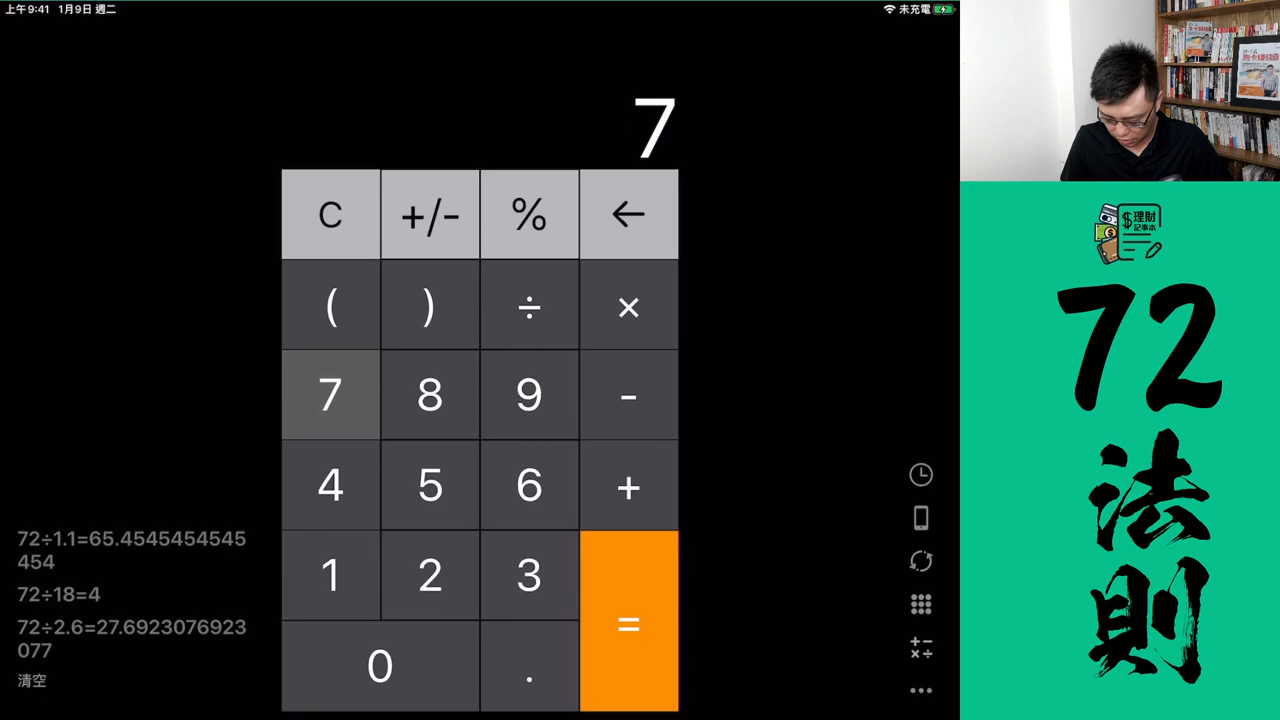 上午9:41 1月9日 週二
未充電
7
C +/- % ←
( ) ÷ ×
7 8 9 -
4 5 6 +
1 2 3
0 . =
72÷1.1=65.4545454545
454
72÷18=4
72÷2.6=27.6923076923
077
清空
$理財
記事本
72
法
則